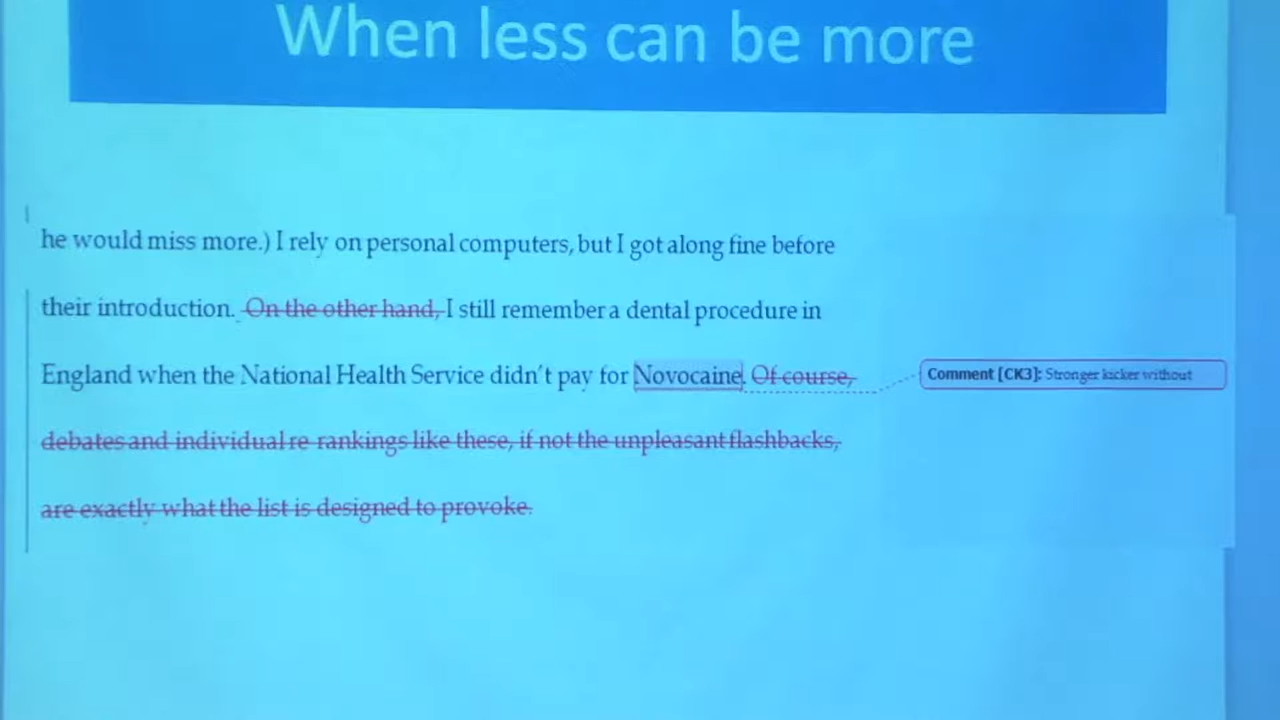 When less can be more
he would miss more.) I rely on personal computers, but I got along fine before
their introduction. On the other hand, I still remember a dental procedure in
England when the National Health Service didn't pay for Novocaine. Of course,
Comment [CK3]: Stronger kicker without
debates and individual re rankings like these, if not the unpleasant flashbacks,
are exactly what the list is designed to provoke.